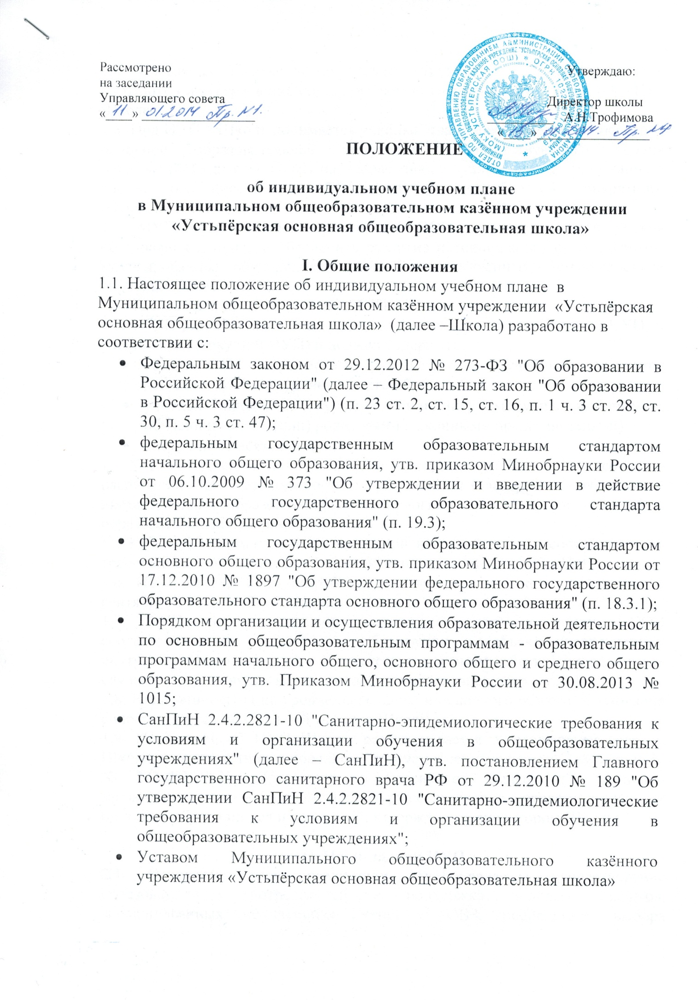 Рассмотрено
на заседании
Управляющего совета
« 11 » 01.2014 Пр. №1.
Утверждаю:
Директор школы
А.Н.Трофимова
« 15 » 02.2014. Пр. №4
ОТДЕЛ ПО УПРАВЛЕНИЮ ОБРАЗОВАНИЕМ АДМИНИСТРАЦИИ СВОБОДНЕНСКОГО РАЙОНА
МУНИЦИПАЛЬНОЕ ОБЩЕОБРАЗОВАТЕЛЬНОЕ КАЗЕННОЕ УЧРЕЖДЕНИЕ "УСТЬПЕРСКАЯ ОСНОВНАЯ ОБЩЕОБРАЗОВАТЕЛЬНАЯ ШКОЛА"
(МОКУ УСТЬПЕРСКАЯ ООШ) * ОГРН
ПОЛОЖЕНИЕ
об индивидуальном учебном плане
в Муниципальном общеобразовательном казённом учреждении
«Устьпёрская основная общеобразовательная школа»
I. Общие положения
1.1. Настоящее положение об индивидуальном учебном плане в
Муниципальном общеобразовательном казённом учреждении «Устьпёрская
основная общеобразовательная школа» (далее –Школа) разработано в
соответствии с:
• Федеральным законом от 29.12.2012 № 273-ФЗ "Об образовании в
Российской Федерации" (далее – Федеральный закон "Об образовании
в Российской Федерации") (п. 23 ст. 2, ст. 15, ст. 16, п. 1 ч. 3 ст. 28, ст.
30, п. 5 ч. 3 ст. 47);
• федеральным государственным образовательным стандартом
начального общего образования, утв. приказом Минобрнауки России
от 06.10.2009 № 373 "Об утверждении и введении в действие
федерального государственного образовательного стандарта
начального общего образования" (п. 19.3);
• федеральным государственным образовательным стандартом
основного общего образования, утв. приказом Минобрнауки России от
17.12.2010 № 1897 "Об утверждении федерального государственного
образовательного стандарта основного общего образования" (п. 18.3.1);
• Порядком организации и осуществления образовательной деятельности
по основным общеобразовательным программам - образовательным
программам начального общего, основного общего и среднего общего
образования, утв. Приказом Минобрнауки России от 30.08.2013 №
1015;
• СанПиН 2.4.2.2821-10 "Санитарно-эпидемиологические требования к
условиям и организации обучения в общеобразовательных
учреждениях" (далее – СанПиН), утв. постановлением Главного
государственного санитарного врача РФ от 29.12.2010 № 189 "Об
утверждении СанПиН 2.4.2.2821-10 "Санитарно-эпидемиологические
требования к условиям и организации обучения в
общеобразовательных учреждениях";
• Уставом Муниципального общеобразовательного казённого
учреждения «Устьпёрская основная общеобразовательная школа»